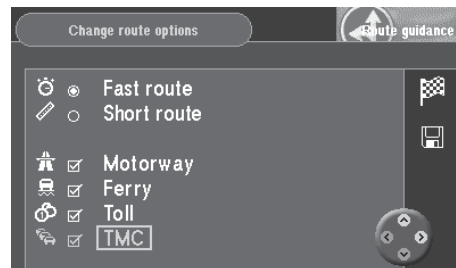 Change route options
Route guidance
Fast route
Short route
Motorway
Ferry
Toll
TMC